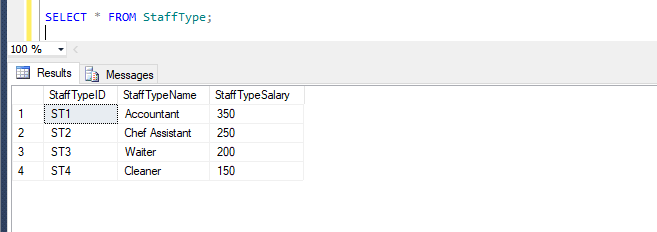 SELECT * FROM StaffType;
100 %
Results Messages
StaffTypeID StaffTypeName StaffTypeSalary
1 ST1 Accountant 350
2 ST2 Chef Assistant 250
3 ST3 Waiter 200
4 ST4 Cleaner 150